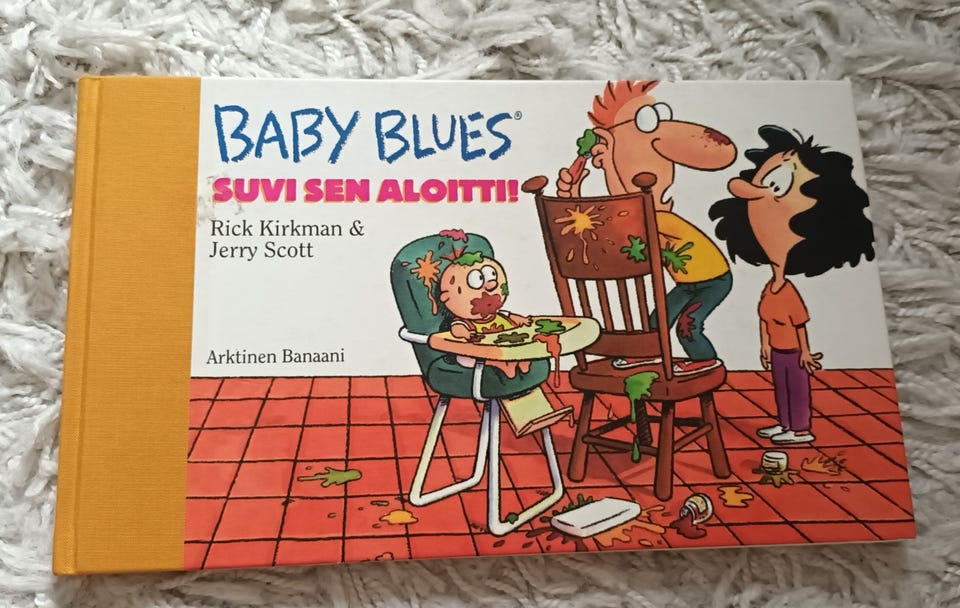 BABY BLUES®
SUVI SEN ALOITTI!
Rick Kirkman &
Jerry Scott
Arktinen Banaani